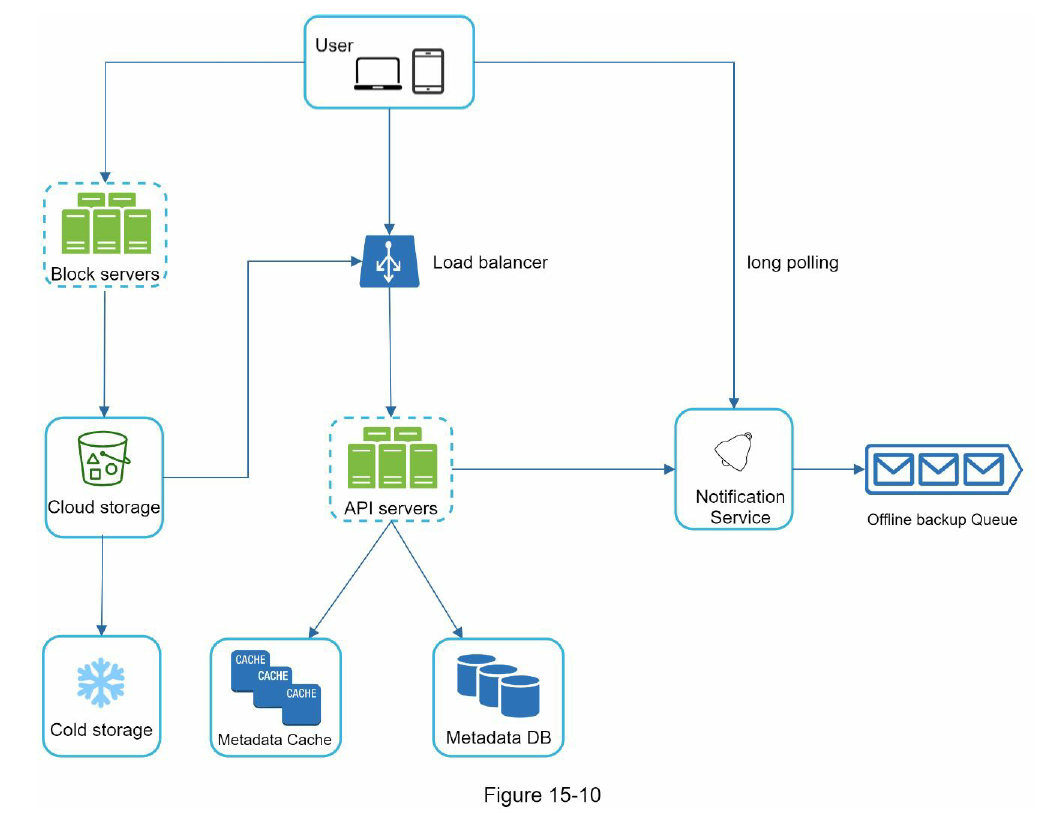 User
Block servers
Load balancer
long polling
Cloud storage
API servers
Notification
Service
Offline backup Queue
Cold storage
CACHE
CACHE
CACHE
Metadata Cache
Metadata DB
Figure 15-10